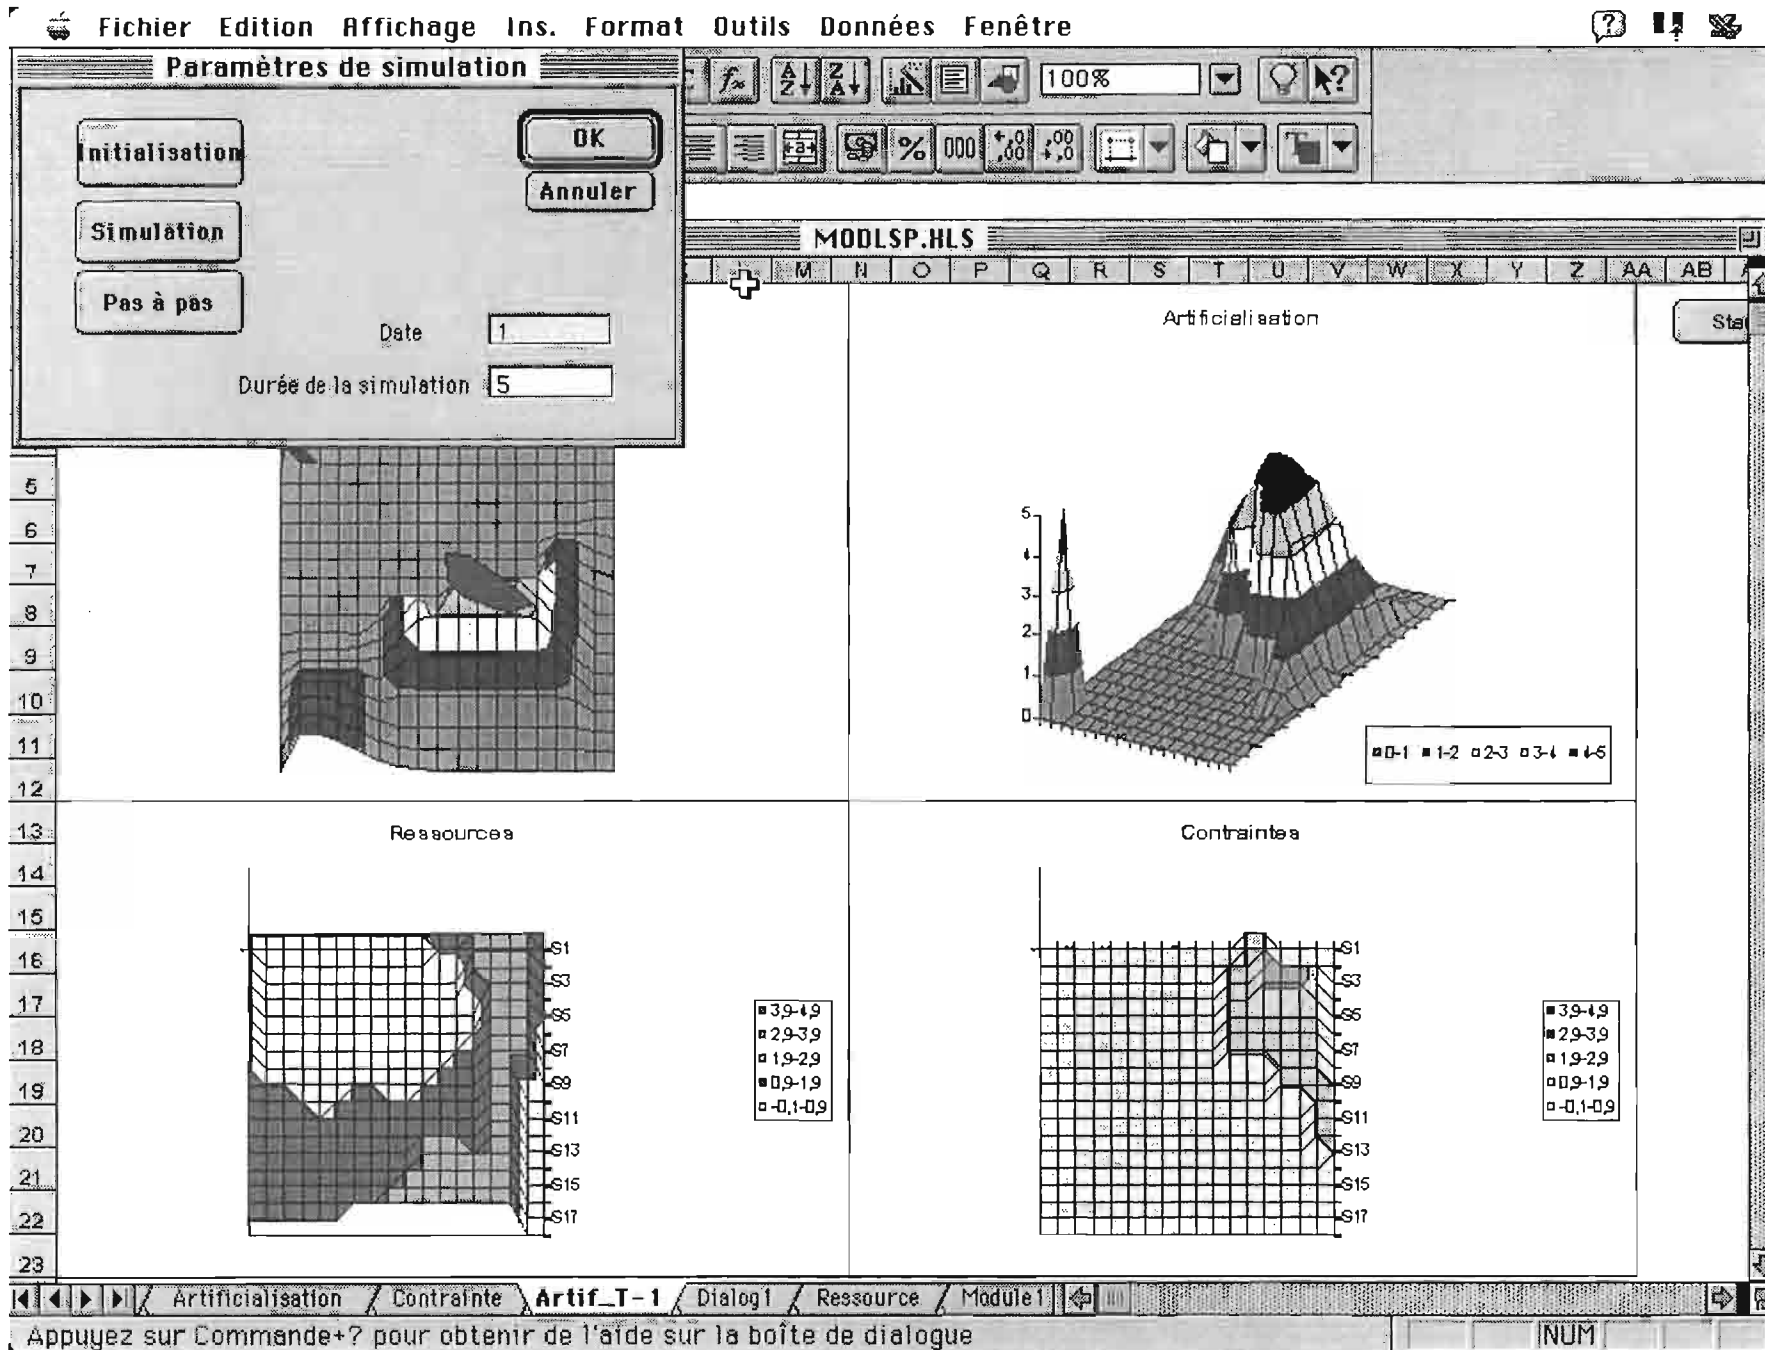 Fichier Edition Affichage Ins. Format Outils Données Fenêtre
Paramètres de simulation
Initialisation
OK
Annuler
Simulation
Pas à pas
Date 1
Durée de la simulation 5
100%
MODLSP.HLS
M N O P Q R S T U V W X Y Z AA AB
Artificialisation
5
4
3
2
1
0
0-1 1-2 2-3 3-4 4-5
5
6
7
8
9
10
11
12
13
14
15
16
17
18
19
20
21
22
23
Ressources
S1
S3
S5
S7
S9
S11
S13
S15
S17
3,9-4,9
2,9-3,9
1,9-2,9
0,9-1,9
-0,1-0,9
Contraintes
S1
S3
S5
S7
S9
S11
S13
S15
S17
3,9-4,9
2,9-3,9
1,9-2,9
0,9-1,9
-0,1-0,9
Artificialisation Contrainte Artif_T-1 Dialog1 Ressource Module1
Appuyez sur Commande+? pour obtenir de l'aide sur la boîte de dialogue
NUM